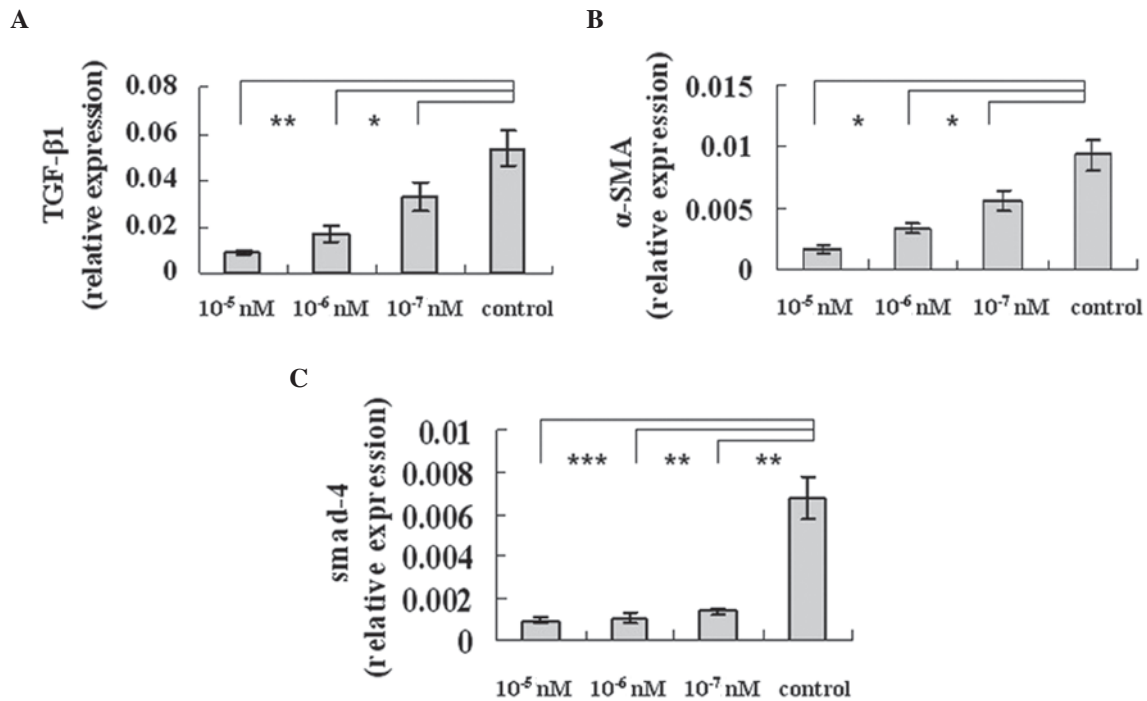 A
TGF-β1
(relative expression)
0.08
0.06
0.04
0.02
0
** *
10⁻⁵ nM 10⁻⁶ nM 10⁻⁷ nM control
B
α-SMA
(relative expression)
0.015
0.01
0.005
0
* *
10⁻⁵ nM 10⁻⁶ nM 10⁻⁷ nM control
C
smad-4
(relative expression)
0.01
0.008
0.006
0.004
0.002
0
*** ** **
10⁻⁵ nM 10⁻⁶ nM 10⁻⁷ nM control